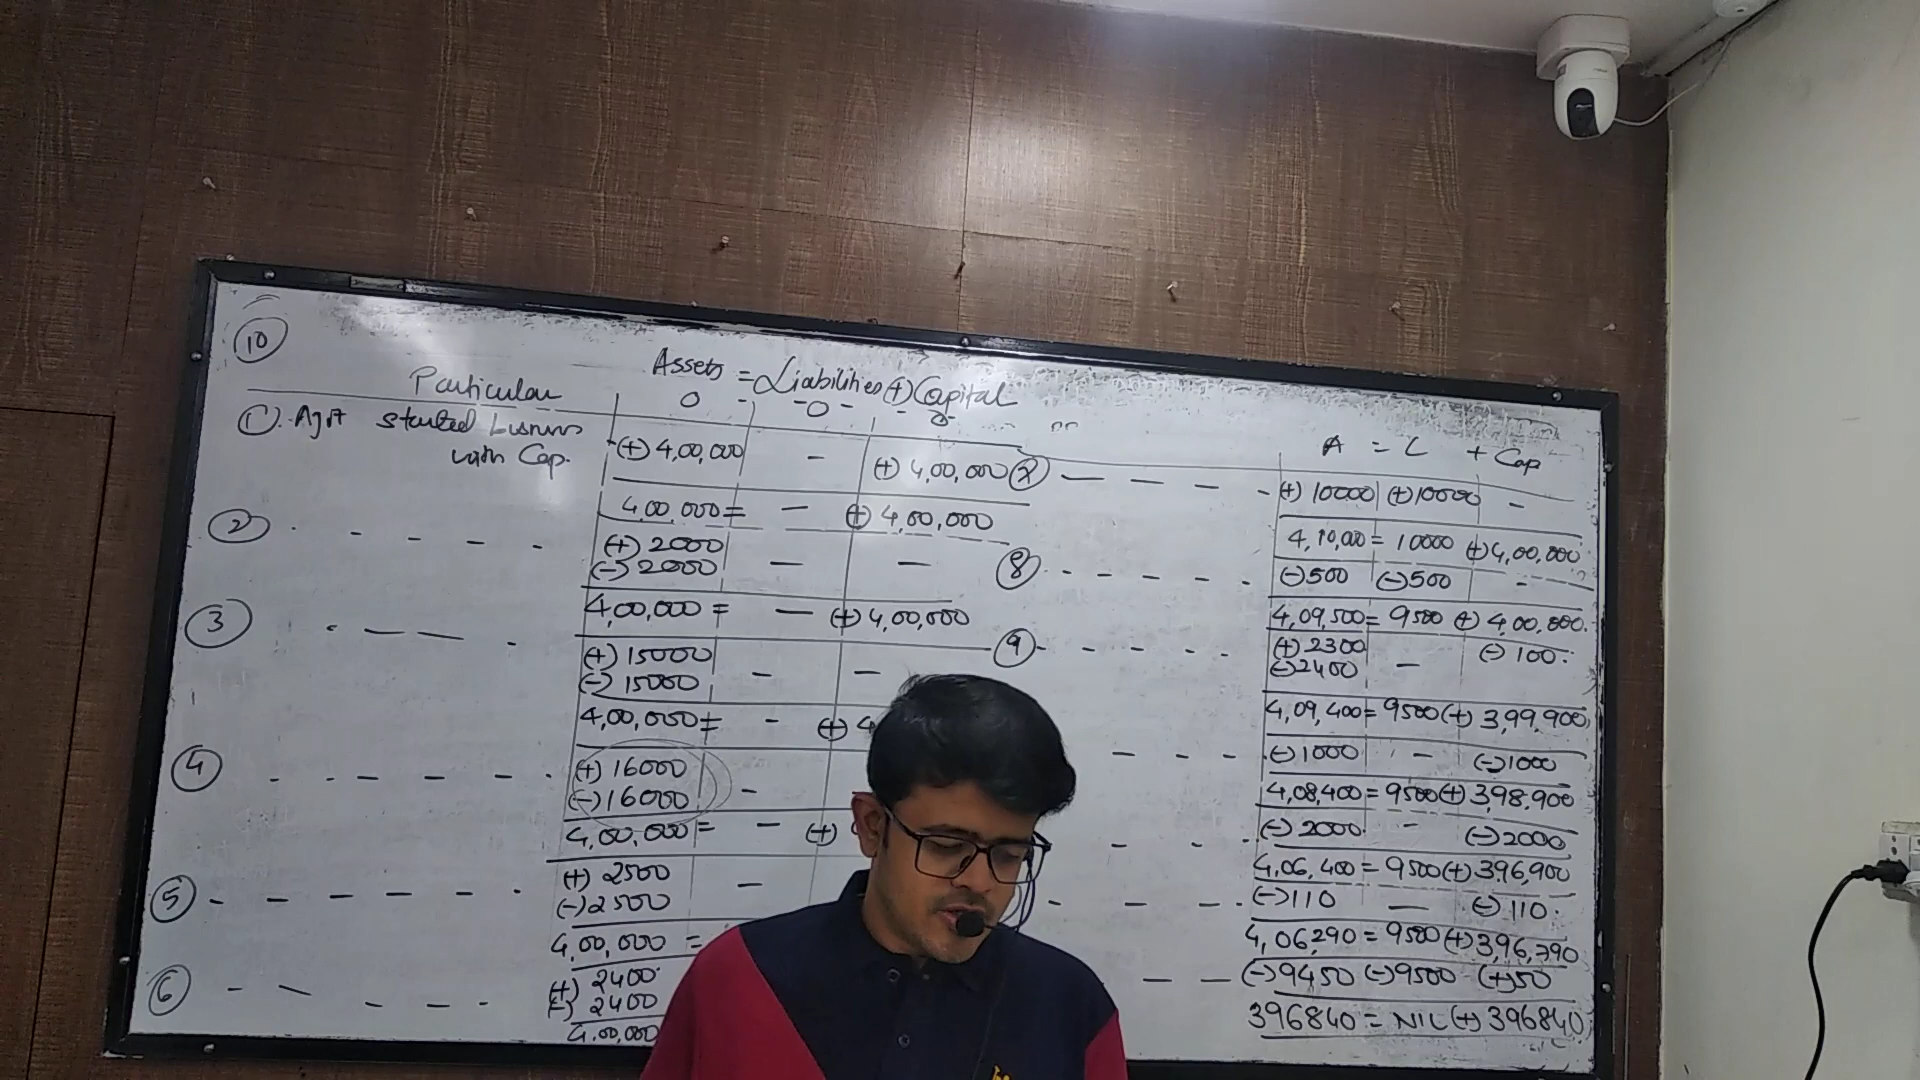 10
Particular Assets = Liabilities (+) Capital
0 - 0 - - 0
1. Ajit started business (+) 4,00,000 - (+) 4,00,000
with Cap.
4,00,000 = - (+) 4,00,000
2 - - - - (+) 2000
(-) 2000 - -
4,00,000 = - (+) 4,00,000
3 - - - - (+) 15000
(-) 15000 - -
4,00,000 = - (+) 4
4 - - - - - (+) 16000
(-) 16000 -
4,00,000 = - (+)
5 - - - - - - (+) 2500
(-) 2500 -
4,00,000 =
6 - - - - - (+) 2400
(-) 2400
4,00,000
A = L + Cap
- - - - - (+) 10000 (+) 10000 -
4,10,000 = 10000 (+) 4,00,000
8 - - - - - (-) 500 (-) 500 -
4,09,500 = 9500 (+) 4,00,000.
9 - - - - - (+) 2300 (-) 100.
(-) 2400 -
4,09,400 = 9500 (+) 3,99,900
- - - - (-) 1000 - (-) 1000
4,08,400 = 9500 (+) 3,98,900
- - - (-) 2000 - (-) 2000
4,06,400 = 9500 (+) 396,900
- - - - (-) 110 - (-) 110.
4,06,290 = 9500 (+) 3,96,790
- - - (-) 9450 (-) 9500 (+) 50
396840 = NIL (+) 396840